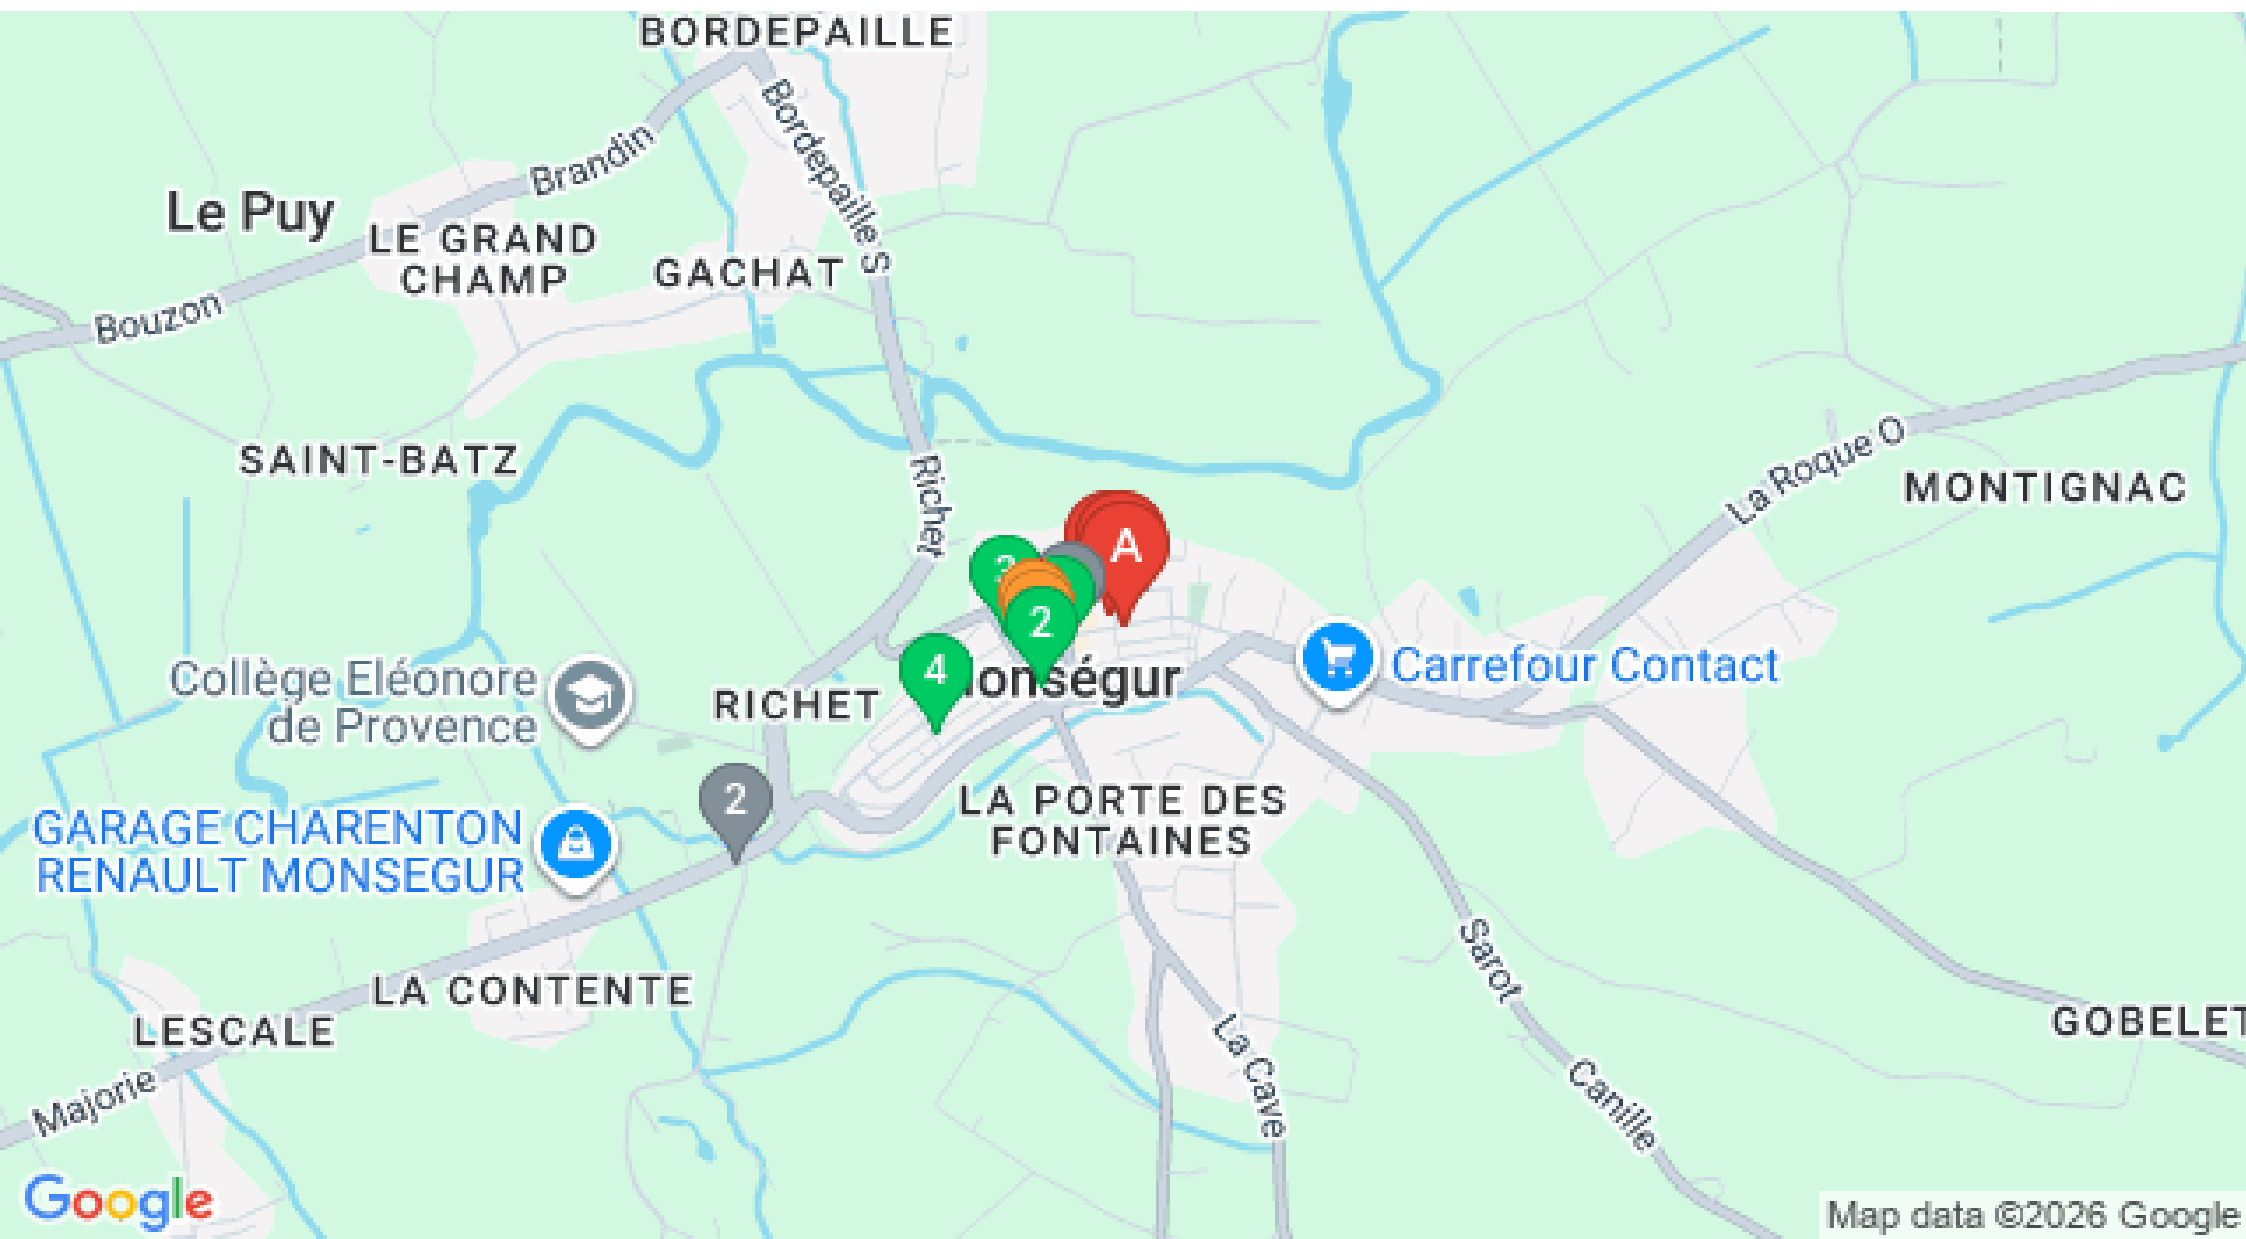 BORDEPAILLE
Bordepaille S
Brandin
Le Puy
LE GRAND
CHAMP
GACHAT
Bouzon
La Roque O
SAINT-BATZ
MONTIGNAC
Richet
A
3
2
4
Monségur
Carrefour Contact
Collège Eléonore
de Provence
RICHET
2
LA PORTE DES
FONTAINES
GARAGE CHARENTON
RENAULT MONSEGUR
Sarot
LA CONTENTE
LESCALE
GOBELET
La Cave
Canille
Majorie
Google
Map data ©2026 Google